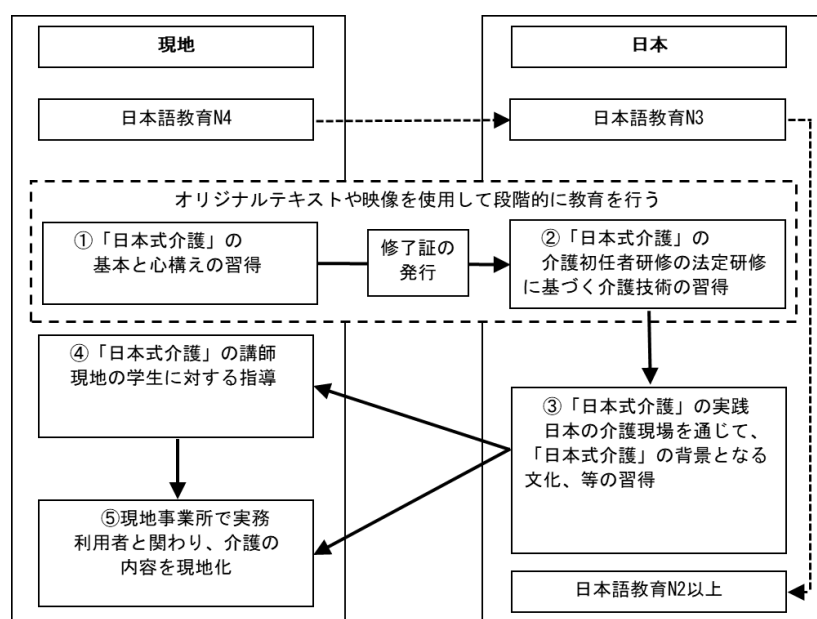 現地
日本
日本語教育N4
日本語教育N3
オリジナルテキストや映像を使用して段階的に教育を行う
①「日本式介護」の
基本と心構えの習得
修了証の
発行
②「日本式介護」の
介護初任者研修の法定研修
に基づく介護技術の習得
④「日本式介護」の講師
現地の学生に対する指導
③「日本式介護」の実践
日本の介護現場を通じて、
「日本式介護」の背景となる
文化、等の習得
⑤現地事業所で実務
利用者と関わり、介護の
内容を現地化
日本語教育N2以上